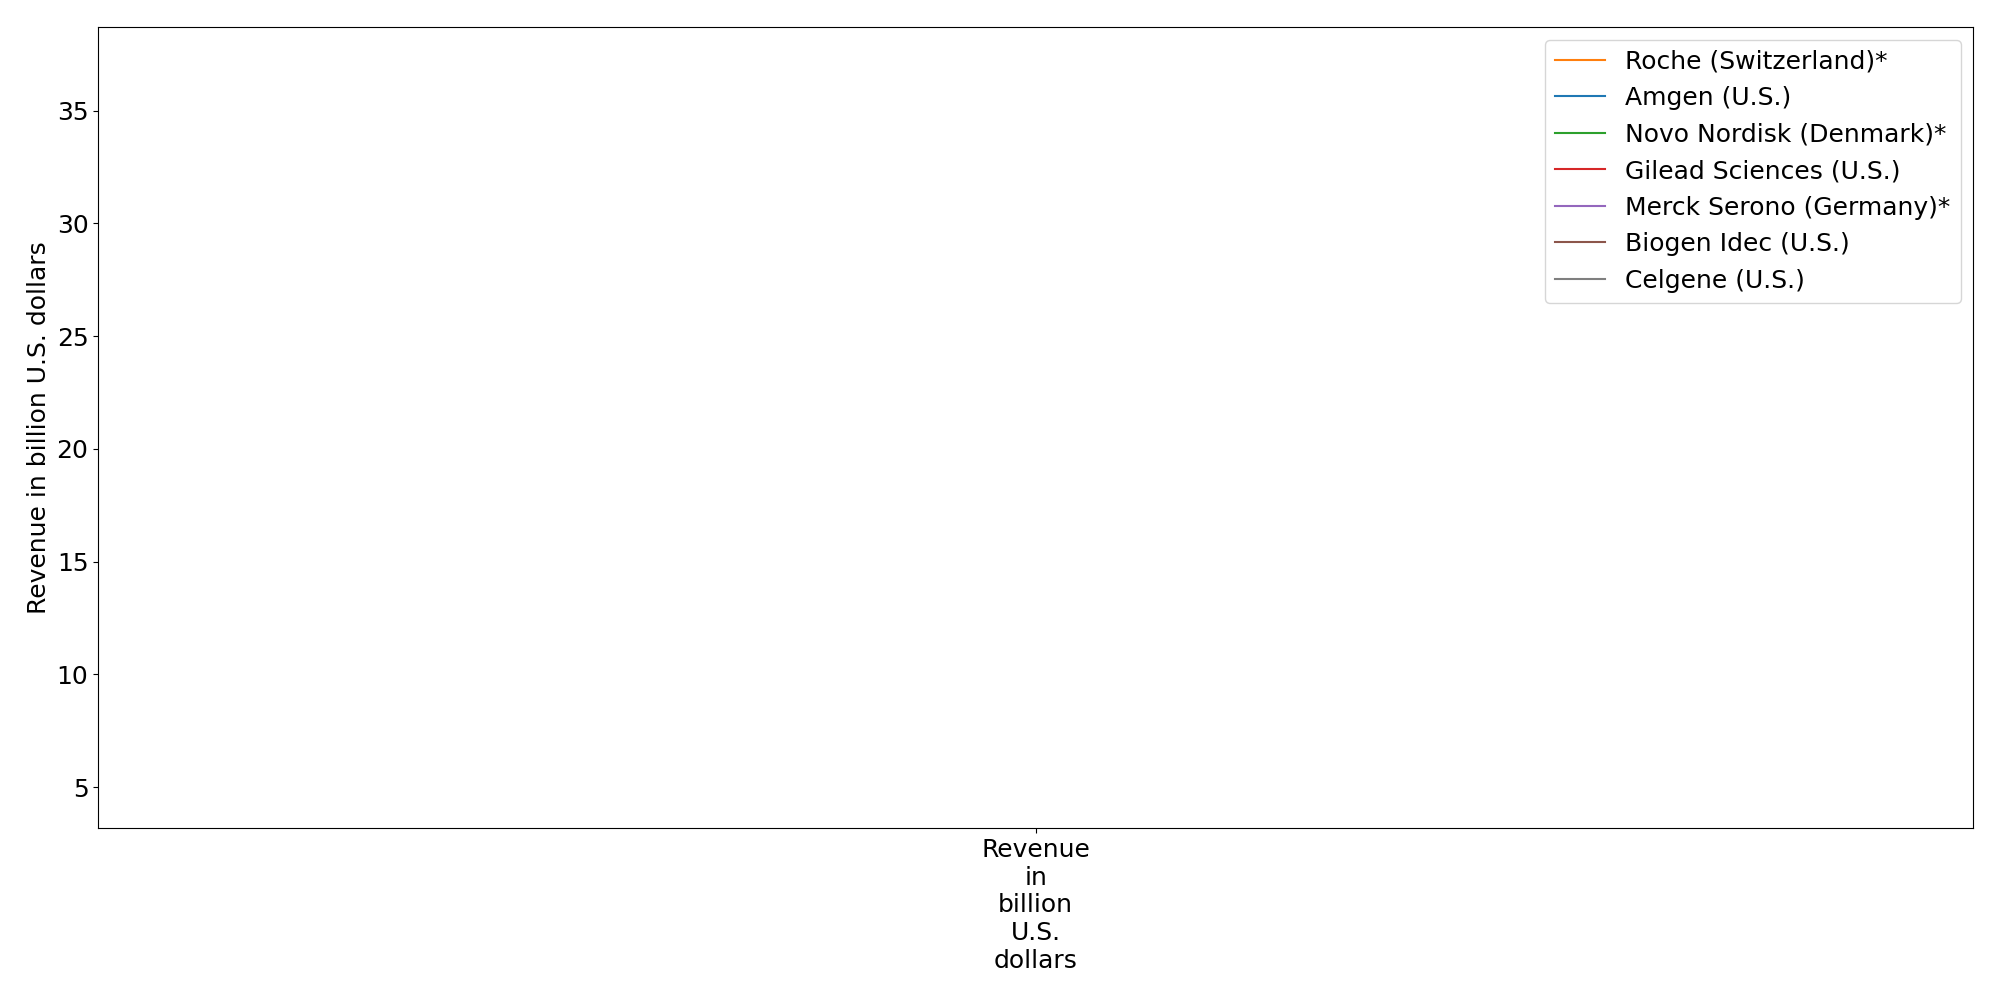 Revenue in billion U.S. dollars
35
30
25
20
15
10
5
Roche (Switzerland)*
Amgen (U.S.)
Novo Nordisk (Denmark)*
Gilead Sciences (U.S.)
Merck Serono (Germany)*
Biogen Idec (U.S.)
Celgene (U.S.)
Revenue
in
billion
U.S.
dollars